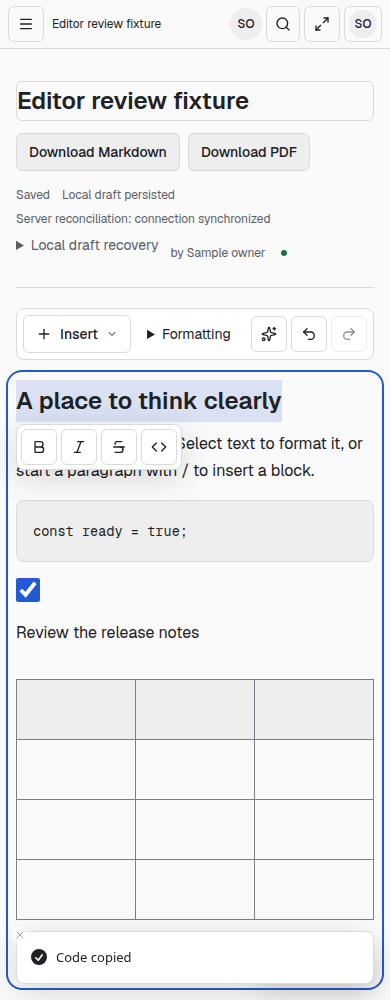 Editor review fixture
SO
SO
Editor review fixture
Download Markdown
Download PDF
Saved Local draft persisted
Server reconciliation: connection synchronized
Local draft recovery
by Sample owner
Insert
Formatting
A place to think clearly
Select text to format it, or
B I S <>
start a paragraph with / to insert a block.
const ready = true;
Review the release notes
Code copied